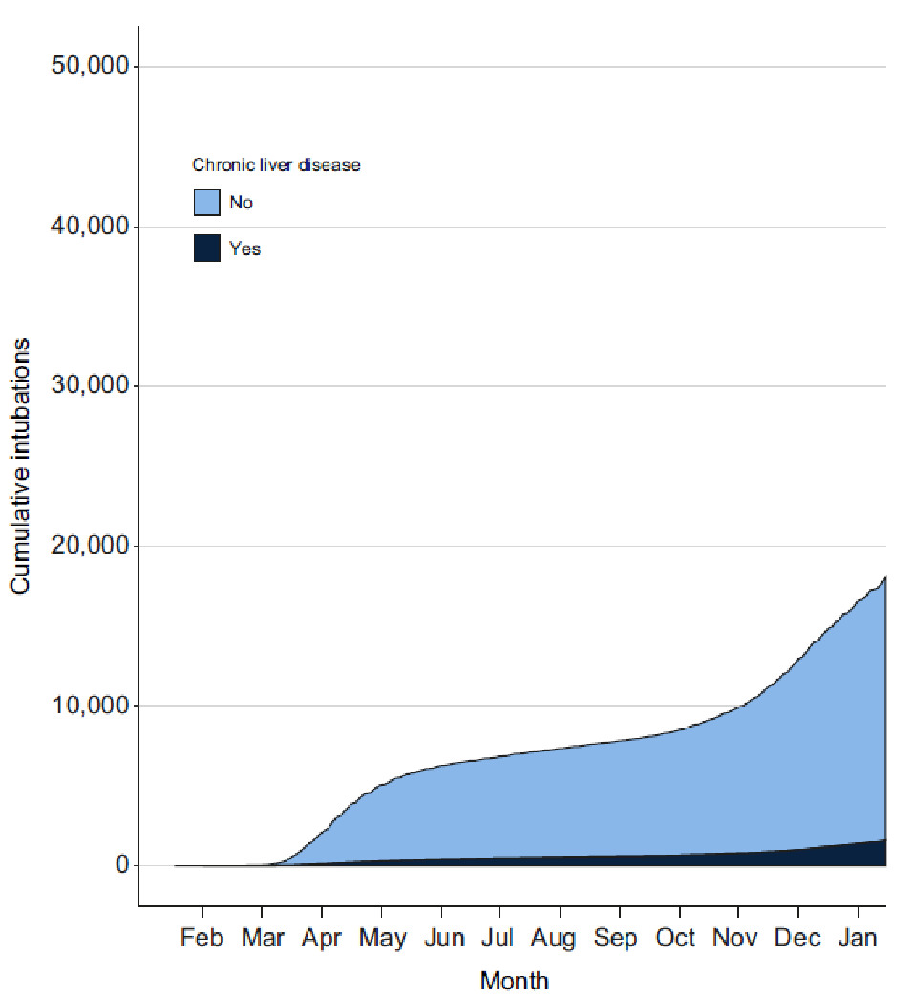 50,000
Chronic liver disease
No
40,000
Yes
30,000
Cumulative intubations
20,000
10,000
0
Feb Mar Apr May Jun Jul Aug Sep Oct Nov Dec Jan
Month